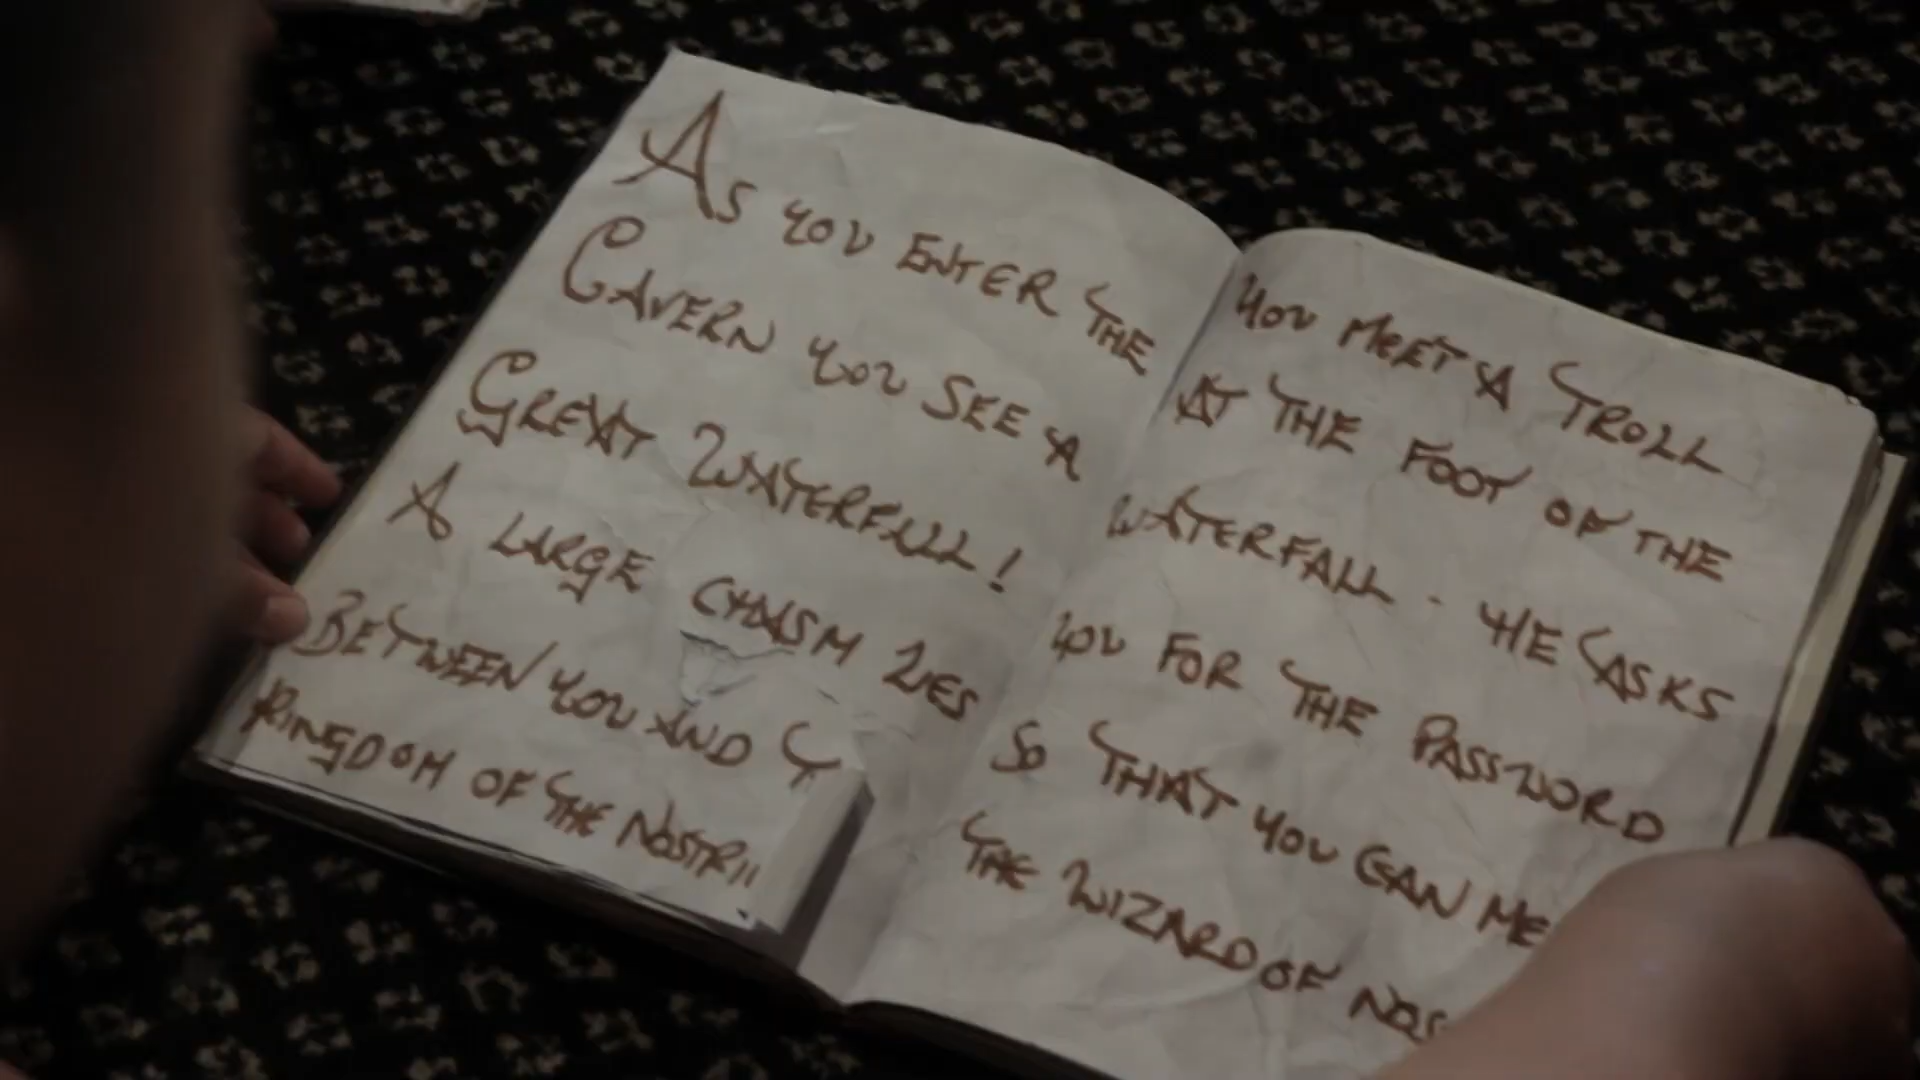 As you enter the
Cavern you see a
Great Waterfall!
A large chasm lies
Between you and
Kingdom of the Nostril
You meet a Troll
at the foot of the
waterfall - He asks
you for the Password
so that you can
the wizard of